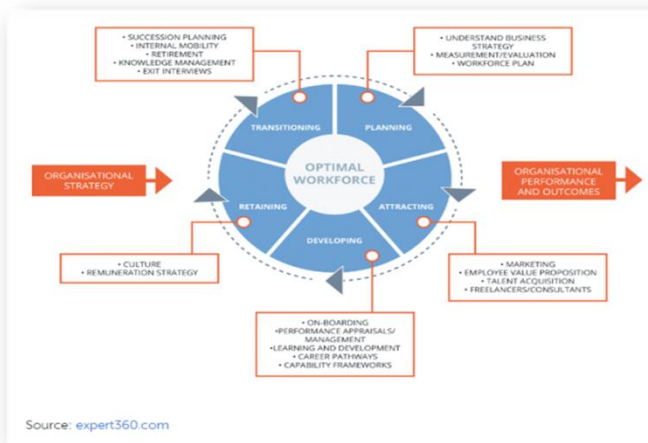 • SUCCESSION PLANNING
• INTERNAL MOBILITY
• RETIREMENT
• KNOWLEDGE MANAGEMENT
• EXIT INTERVIEWS
• UNDERSTAND BUSINESS
STRATEGY
• MEASUREMENT/EVALUATION
• WORKFORCE PLAN
TRANSITIONING
PLANNING
ORGANISATIONAL
STRATEGY
OPTIMAL
WORKFORCE
ORGANISATIONAL
PERFORMANCE
AND OUTCOMES
RETAINING
ATTRACTING
DEVELOPING
• CULTURE
• REMUNERATION STRATEGY
• MARKETING
• EMPLOYEE VALUE PROPOSITION
• TALENT ACQUISITION
• FREELANCERS/CONSULTANTS
• ON-BOARDING
•PERFORMANCE APPRAISALS/
MANAGEMENT
•LEARNING AND DEVELOPMENT
• CAREER PATHWAYS
• CAPABILITY FRAMEWORKS
Source: expert360.com